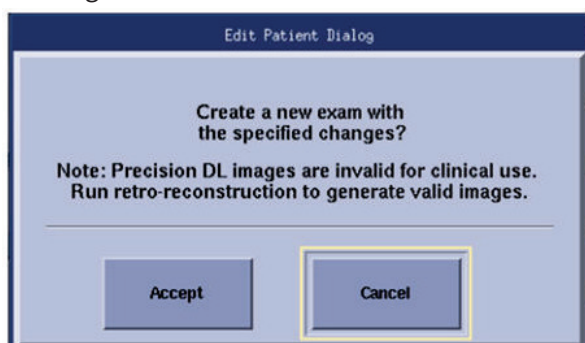 Edit Patient Dialog
Create a new exam with
the specified changes?
Note: Precision DL images are invalid for clinical use.
Run retro-reconstruction to generate valid images.
Accept
Cancel